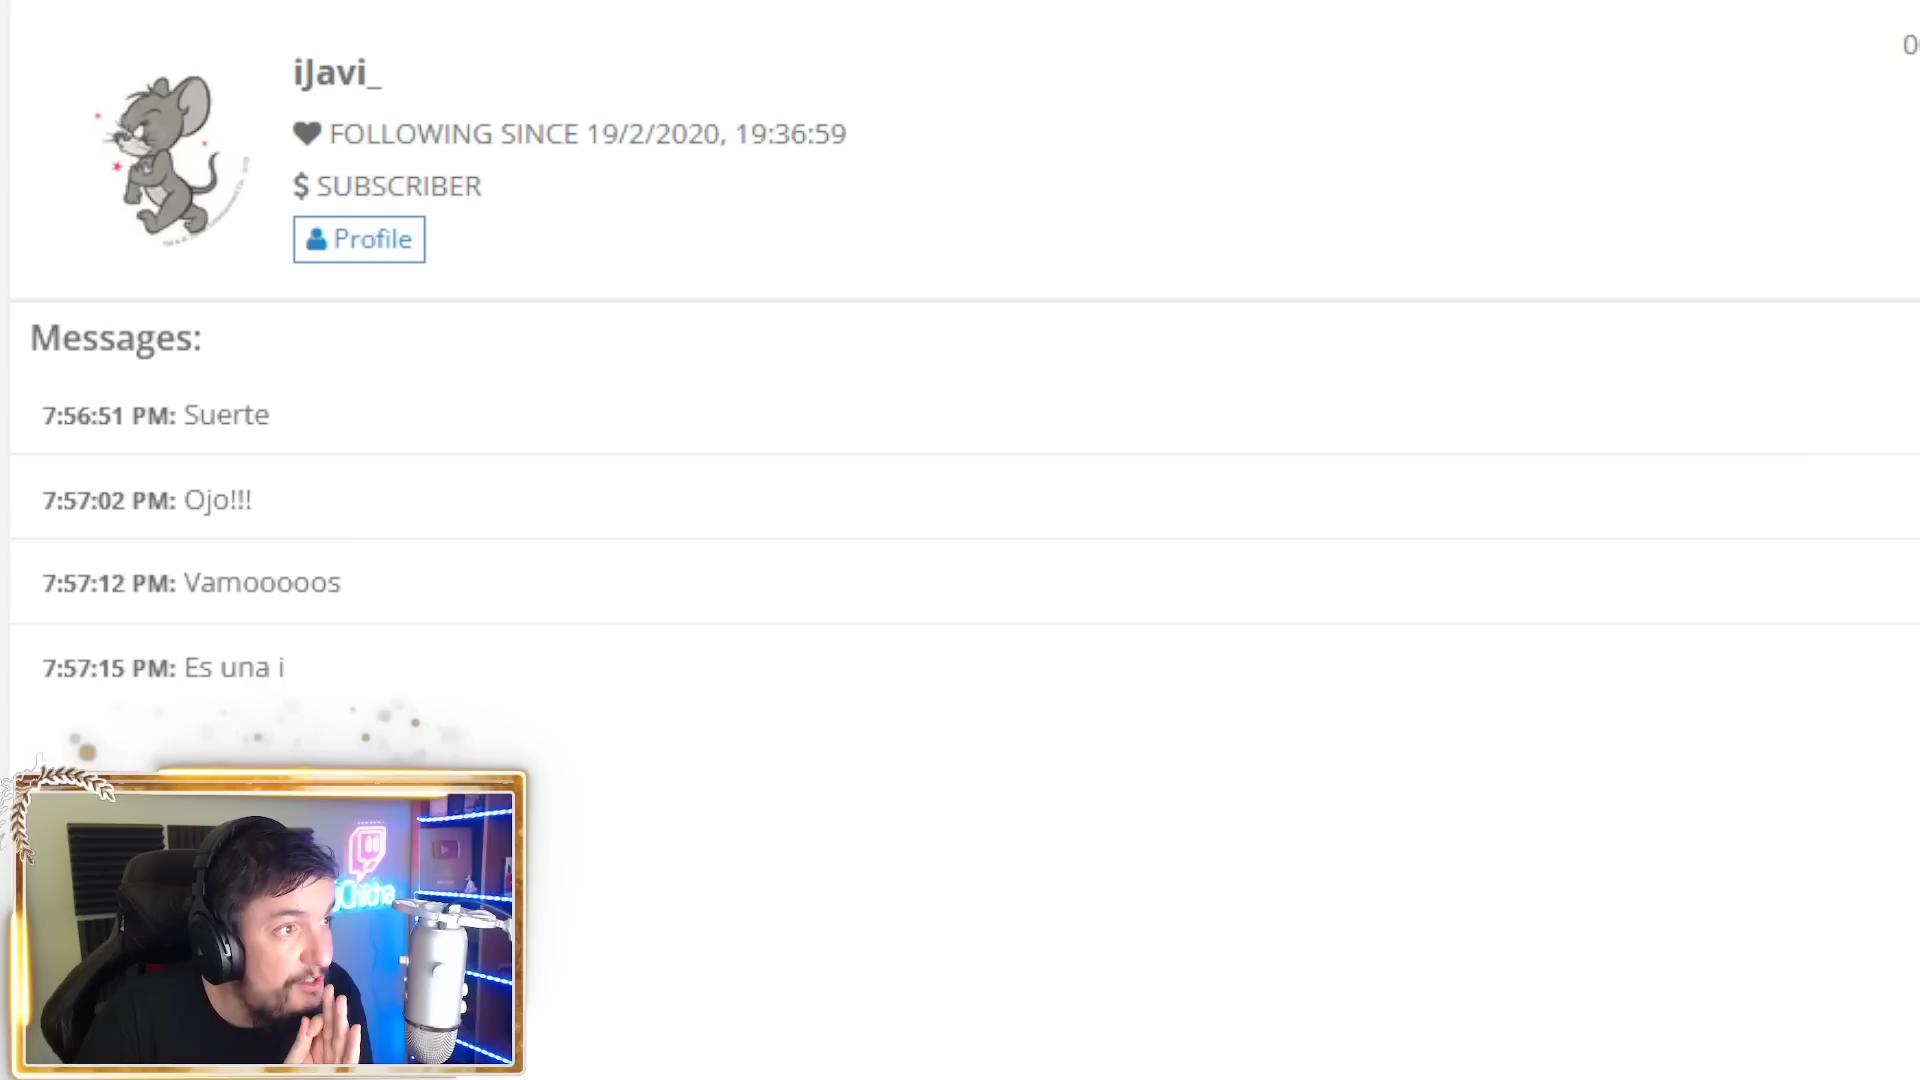 iJavi_
FOLLOWING SINCE 19/2/2020, 19:36:59
$ SUBSCRIBER
Profile
Messages:
7:56:51 PM: Suerte
7:57:02 PM: Ojo!!!
7:57:12 PM: Vamooooos
7:57:15 PM: Es una i